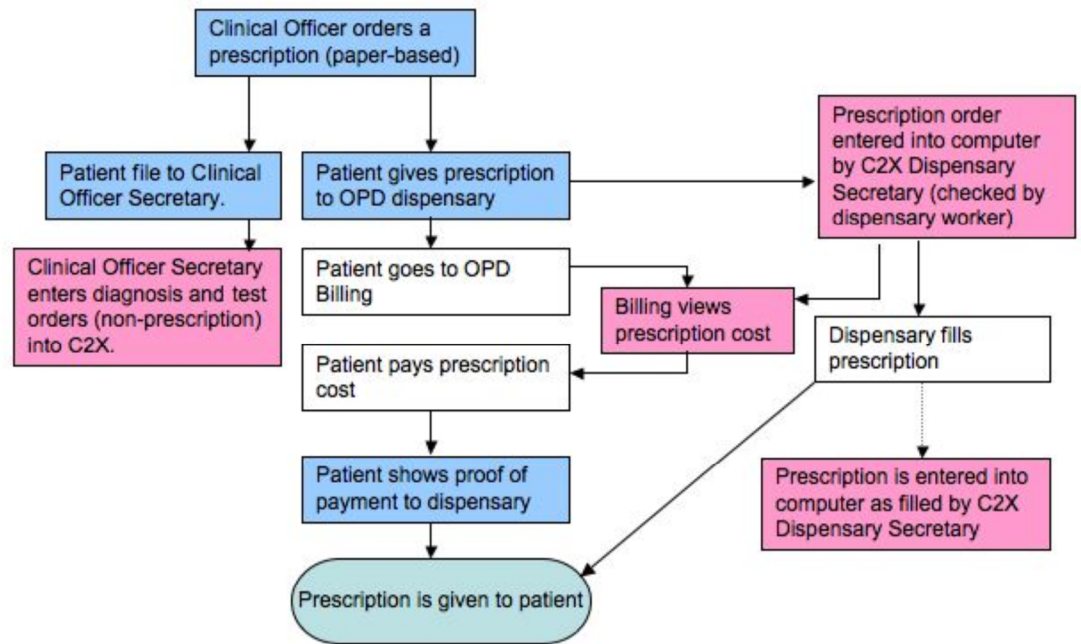 Clinical Officer orders a
prescription (paper-based)
Patient file to Clinical
Officer Secretary.
Patient gives prescription
to OPD dispensary
Prescription order
entered into computer
by C2X Dispensary
Secretary (checked by
dispensary worker)
Clinical Officer Secretary
enters diagnosis and test
orders (non-prescription)
into C2X.
Patient goes to OPD
Billing
Billing views
prescription cost
Dispensary fills
prescription
Patient pays prescription
cost
Patient shows proof of
payment to dispensary
Prescription is entered into
computer as filled by C2X
Dispensary Secretary
Prescription is given to patient